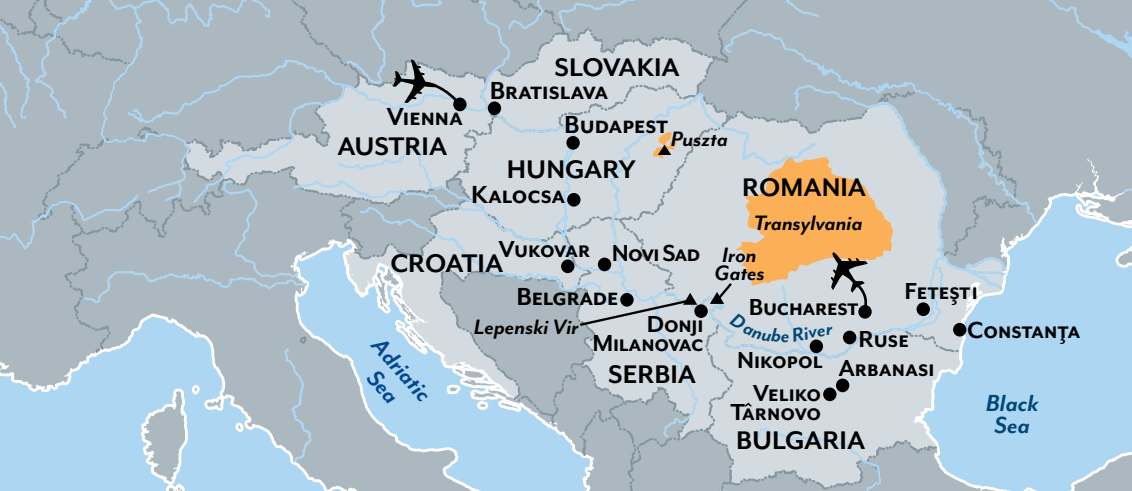 SLOVAKIA
BRATISLAVA
VIENNA
AUSTRIA
BUDAPEST
Puszta
HUNGARY
KALOCSA
ROMANIA
Transylvania
VUKOVAR
NOVI SAD
CROATIA
Iron
Gates
BELGRADE
Lepenski Vir
DONJI
MILANOVAC
BUCHAREST
FETEŞTI
CONSTANŢA
Danube River
RUSE
NIKOPOL
ARBANASI
SERBIA
VELIKO
TÂRNOVO
BULGARIA
Adriatic
Sea
Black
Sea